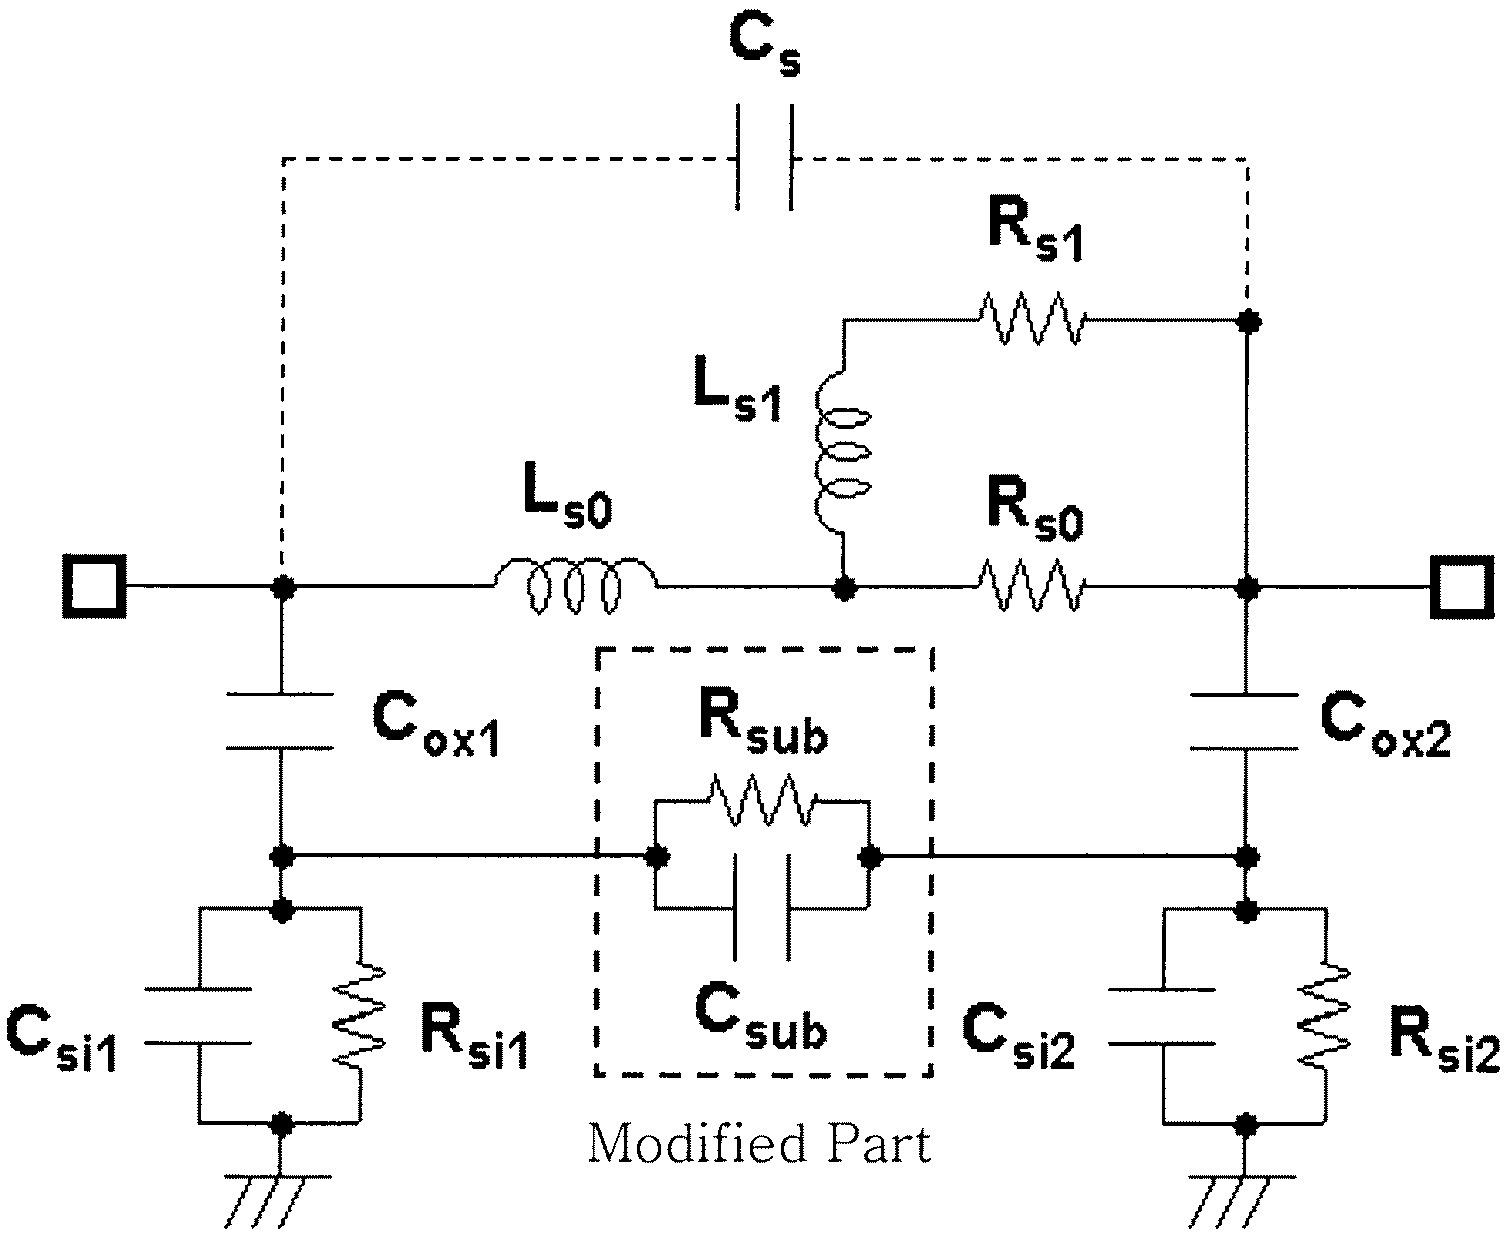 Cs
Rs1
Ls1
Ls0
Rs0
Rsub
Cox1
Cox2
Csub
Csi1
Rsi1
Csi2
Rsi2
Modified Part